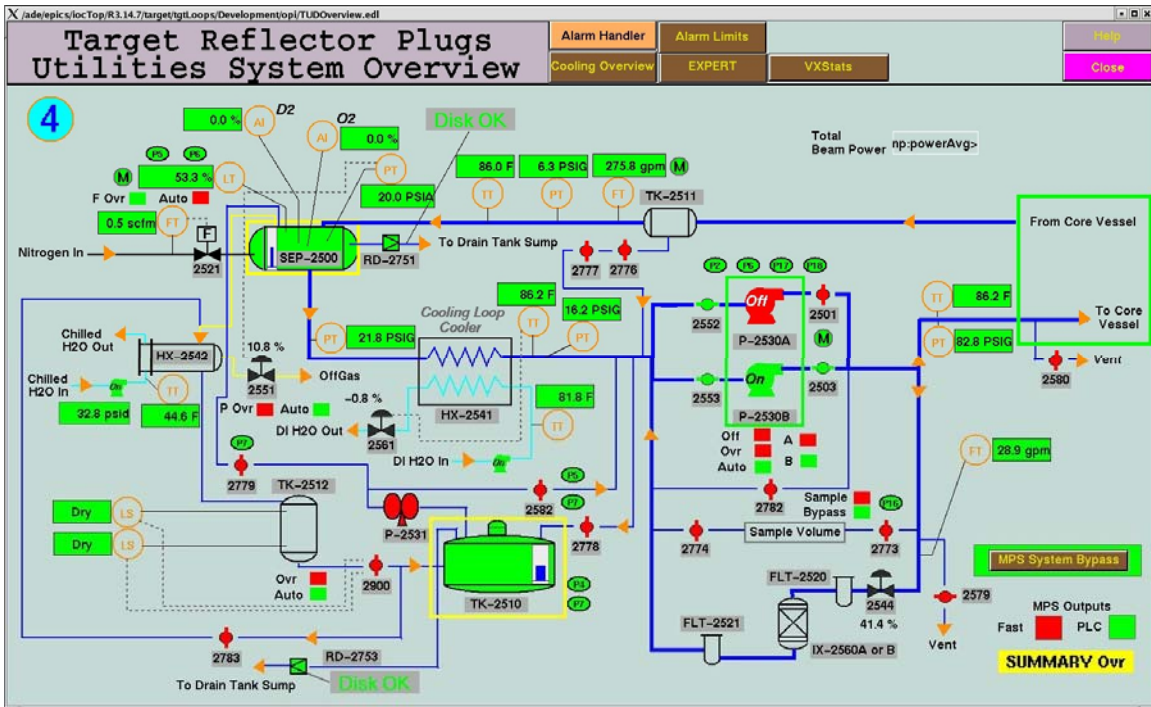 /ade/epics/iocTop/R3.14.7/target/tgtLoops/Development/opi/TUDOverview.edl
Target Reflector Plugs
Utilities System Overview
Alarm Handler
Alarm Limits
Help
Cooling Overview
EXPERT
VXStats
Close
4
0.0 %
AI
D2
AI
O2
0.0 %
Disk OK
Total
Beam Power
np:powerAvg>
P5
P6
M
53.3 %
LT
PT
20.0 PSIA
F Ovr
Auto
0.5 scfm
FT
F
Nitrogen In
2521
SEP-2500
RD-2751
To Drain Tank Sump
86.0 F
6.3 PSIG
275.8 gpm
M
TT
PT
FT
TK-2511
From Core Vessel
2777
2776
P2
P6
P17
P18
Off
2552
2501
P-2530A
M
On
2553
2503
P-2530B
TT
86.2 F
PT
82.8 PSIG
To Core
Vessel
2580
Vent
Chilled
H2O Out
HX-2542
Chilled
H2O In
On
TT
32.8 psid
44.6 F
10.8 %
2551
OffGas
P Ovr
Auto
PT
21.8 PSIG
Cooling Loop
Cooler
86.2 F
TT
16.2 PSIG
PT
HX-2541
-0.8 %
DI H2O Out
2561
DI H2O In
On
81.8 F
TT
Off
Ovr
Auto
A
B
FT
28.9 gpm
P7
2779
TK-2512
P-2531
P5
2582
P7
2778
2782
Sample
Bypass
P16
2774
Sample Volume
2773
Dry
LS
Dry
LS
Ovr
Auto
2900
TK-2510
P4
P7
FLT-2520
2544
41.4 %
2579
Vent
FLT-2521
IX-2560A or B
MPS System Bypass
MPS Outputs
Fast
PLC
SUMMARY Ovr
2783
RD-2753
To Drain Tank Sump
Disk OK